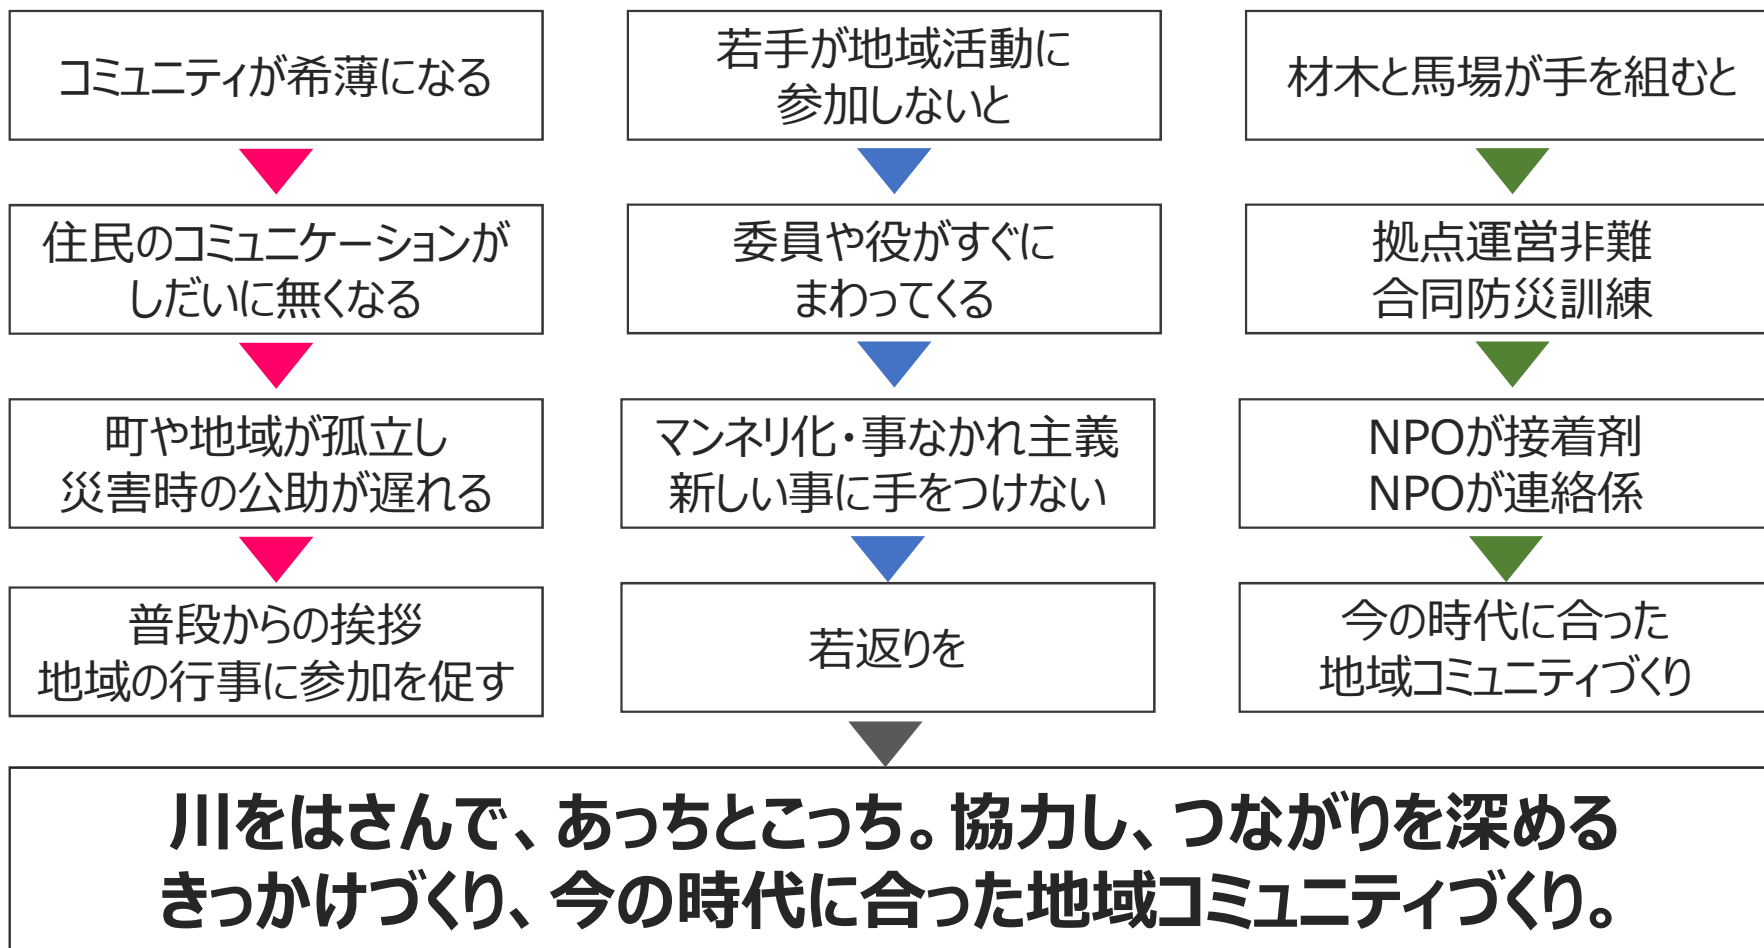 コミュニティが希薄になる
住民のコミュニケーションが
しだいに無くなる
町や地域が孤立し
災害時の公助が遅れる
普段からの挨拶
地域の行事に参加を促す
若手が地域活動に
参加しないと
委員や役がすぐに
まわってくる
マンネリ化・事なかれ主義
新しい事に手をつけない
若返りを
材木と馬場が手を組むと
拠点運営非難
合同防災訓練
NPOが接着剤
NPOが連絡係
今の時代に合った
地域コミュニティづくり
川をはさんで、あっちとこっち。協力し、つながりを深める
きっかけづくり、今の時代に合った地域コミュニティづくり。